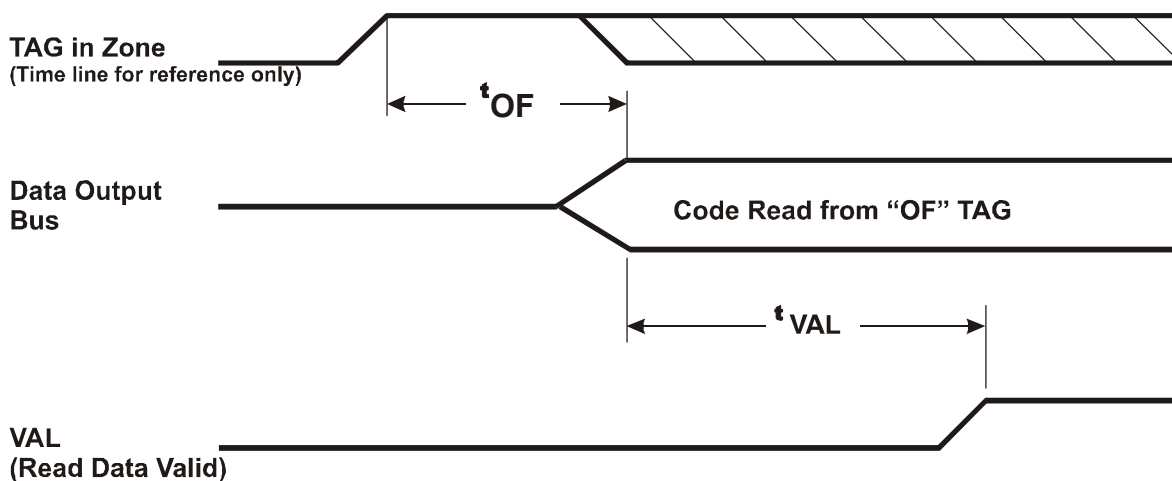 TAG in Zone
(Time line for reference only)
tOF
Data Output
Bus
Code Read from “OF” TAG
tVAL
VAL
(Read Data Valid)